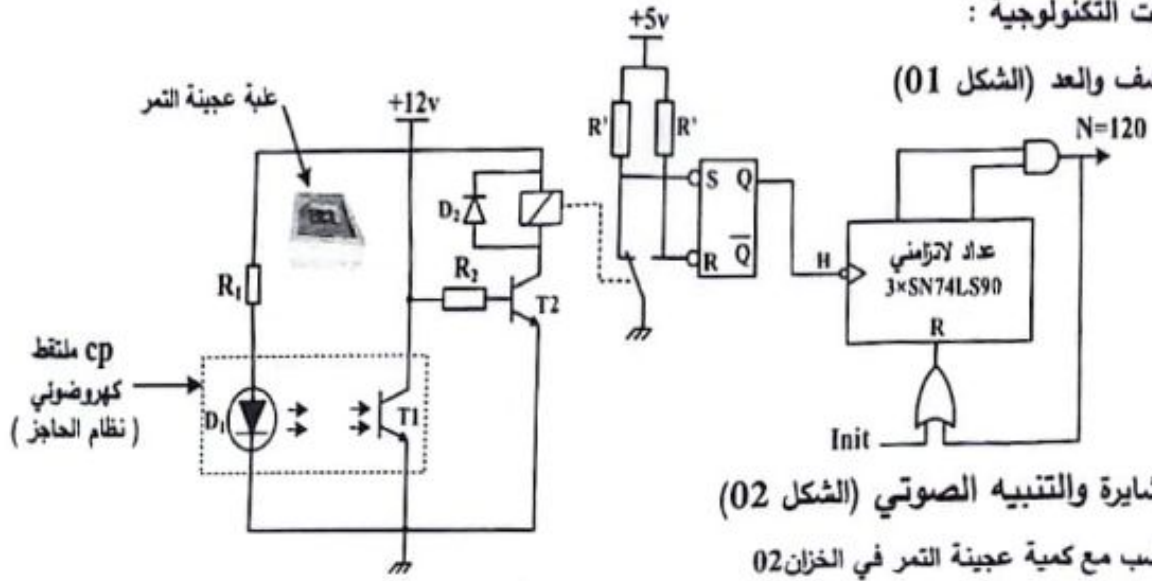 ت التكنولوجية :
شف والعد (الشكل 01)
علبة عجينة التمر
+12v
+5v
R'
R'
N=120
S Q
R Q̅
D₂
R₁
R₂
T2
H
عداد لاتزامني
3×SN74LS90
R
cp ملتقط
كهروضوئي
( نظام الحاجز )
D₁
T1
Init
شايرة والتنبيه الصوتي (الشكل 02)
سب مع كمية عجينة التمر في الخزان02